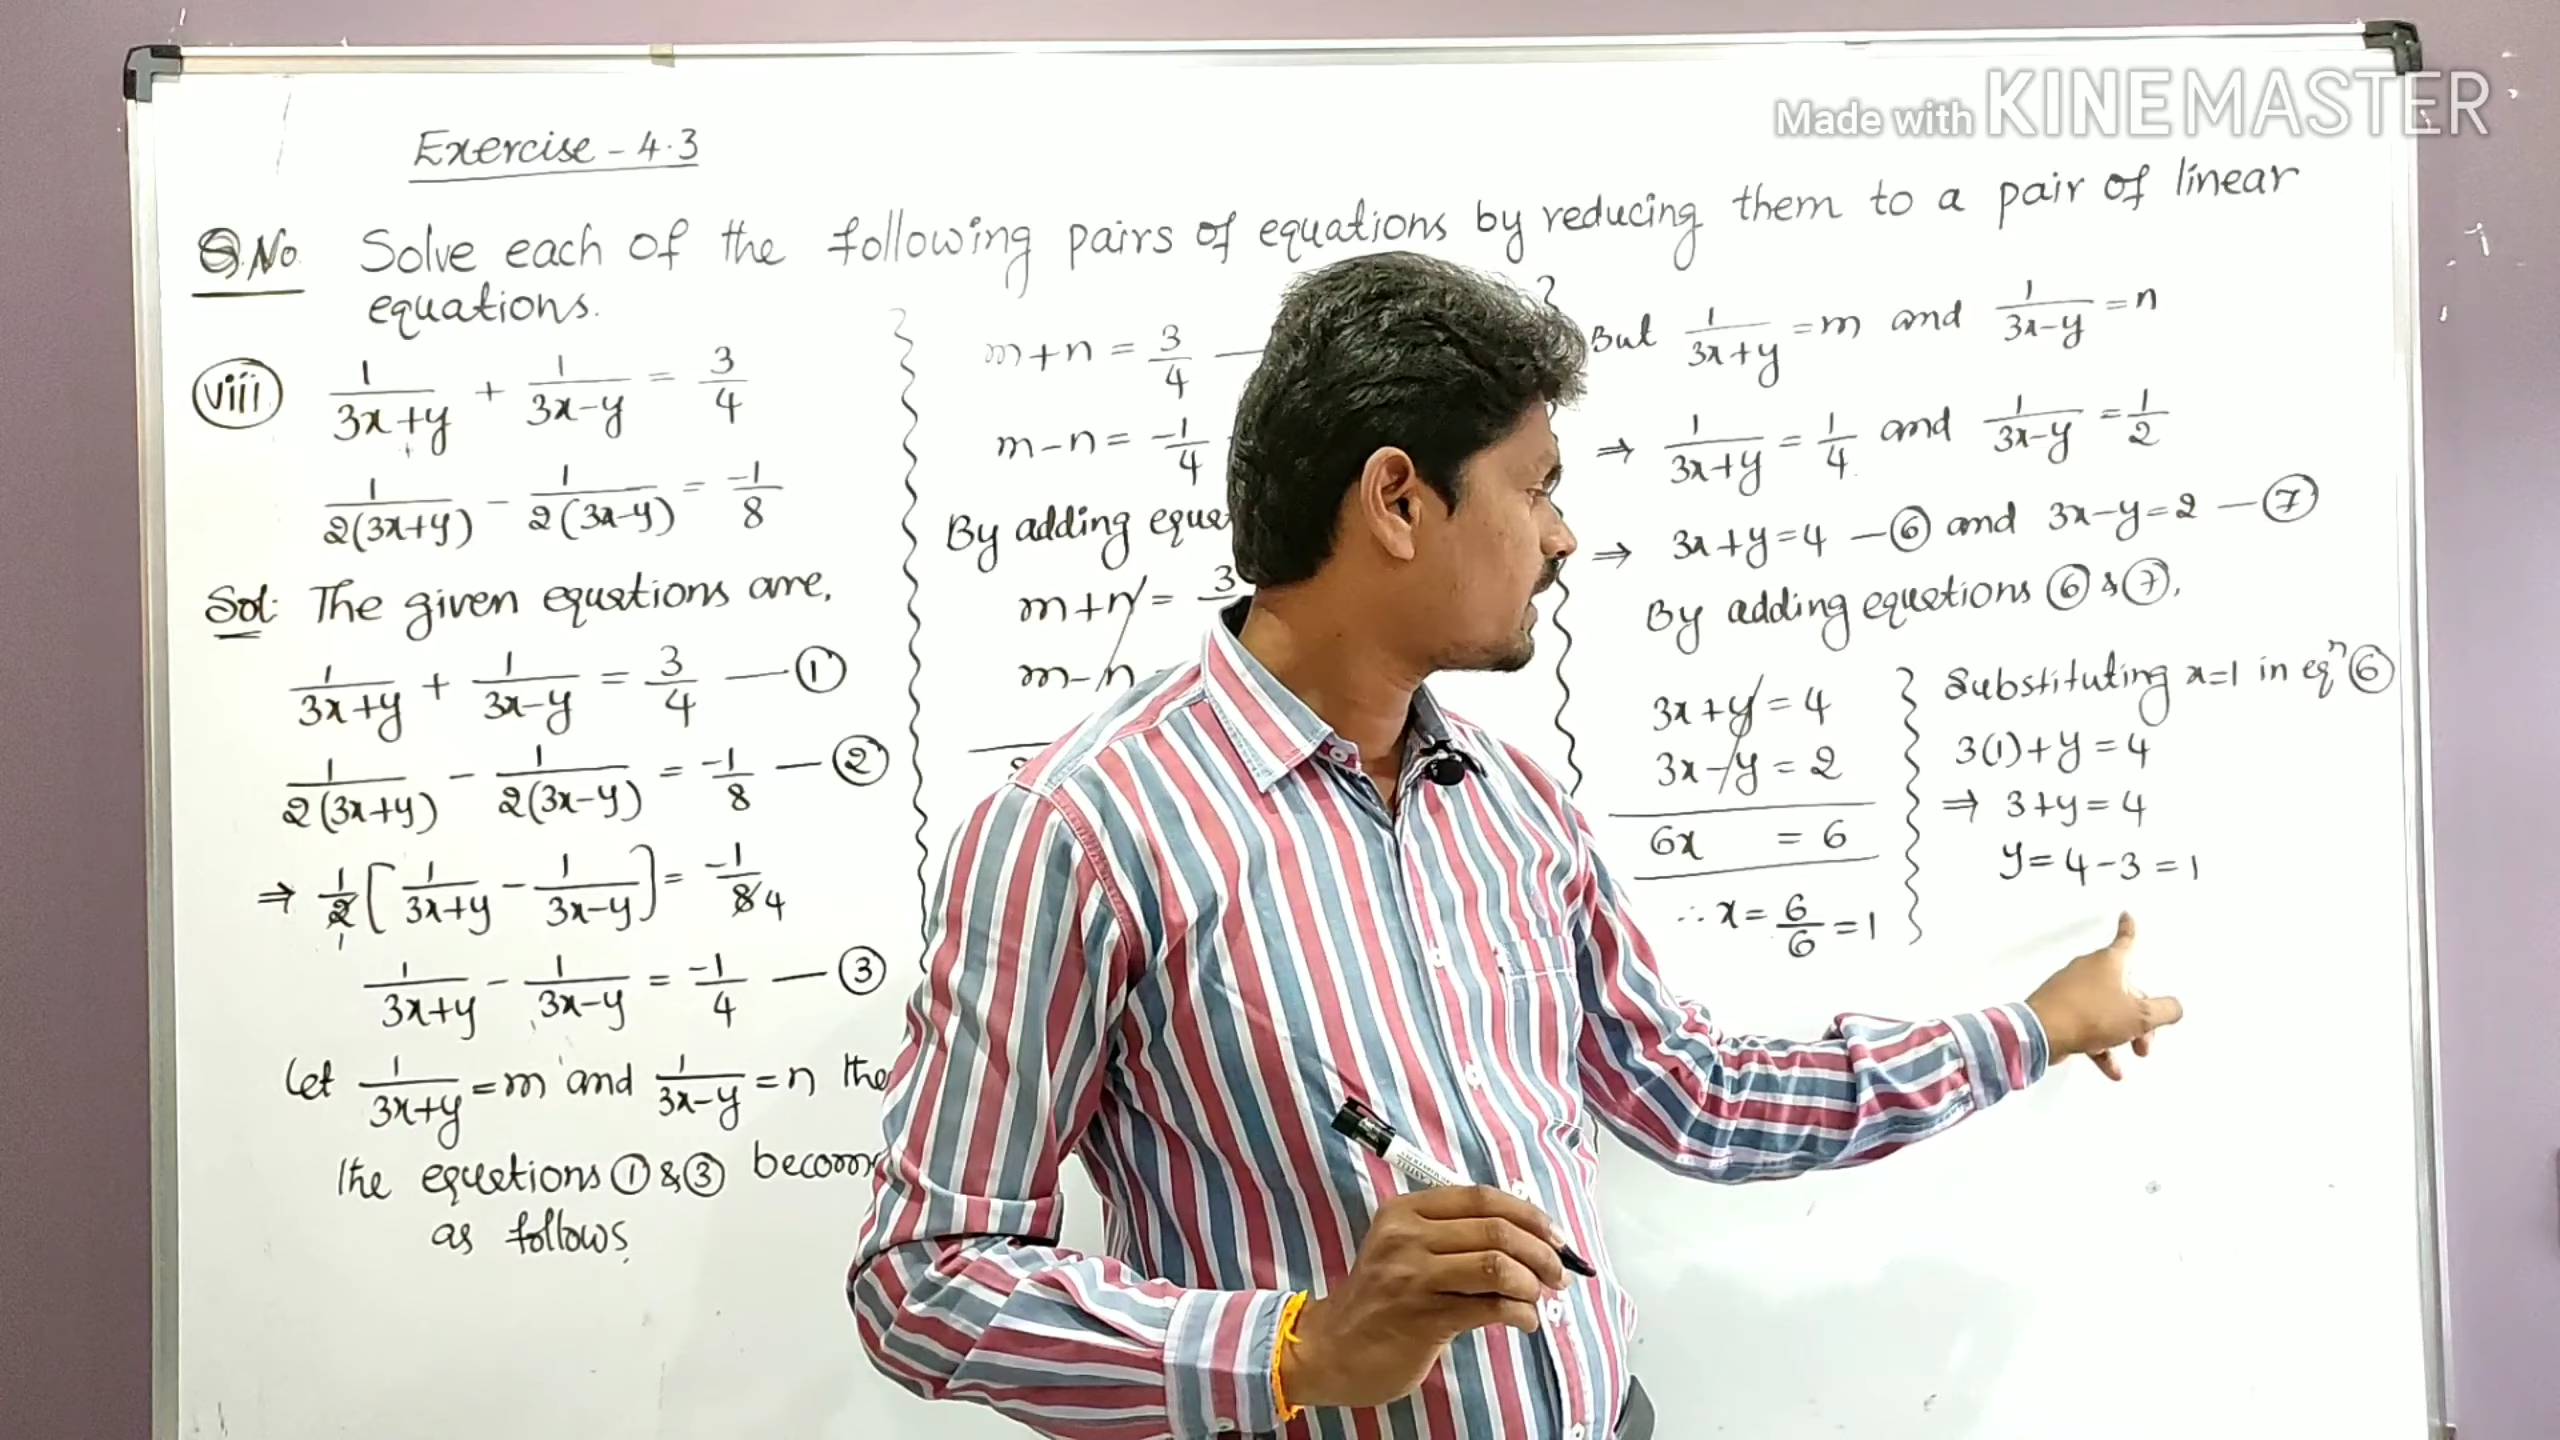 Made with KINEMASTER
Exercise - 4.3
Q.No. Solve each of the following pairs of equations by reducing them to a pair of linear
equations.
(viii) 1/(3x+y) + 1/(3x-y) = 3/4
1/2(3x+y) - 1/2(3x-y) = -1/8
Sol: The given equations are,
1/(3x+y) + 1/(3x-y) = 3/4 — ①
1/2(3x+y) - 1/2(3x-y) = -1/8 — ②
⇒ 1/2 [1/(3x+y) - 1/(3x-y)] = -1/8 4
1/(3x+y) - 1/(3x-y) = -1/4 — ③
Let 1/(3x+y) = m and 1/(3x-y) = n the
the equations ① & ③ become
as follows.
m+n = 3/4 —
m-n = -1/4
By adding
m+n = 3
m-n
But 1/(3x+y) = m and 1/(3x-y) = n
⇒ 1/(3x+y) = 1/4 and 1/(3x-y) = 1/2
⇒ 3x+y=4 — ⑥ and 3x-y=2 — ⑦
By adding equations ⑥ & ⑦,
3x+y = 4
3x-y = 2
6x = 6
∴ x = 6/6 = 1
Substituting x=1 in eqⁿ ⑥
3(1)+y = 4
⇒ 3+y = 4
y = 4-3 = 1